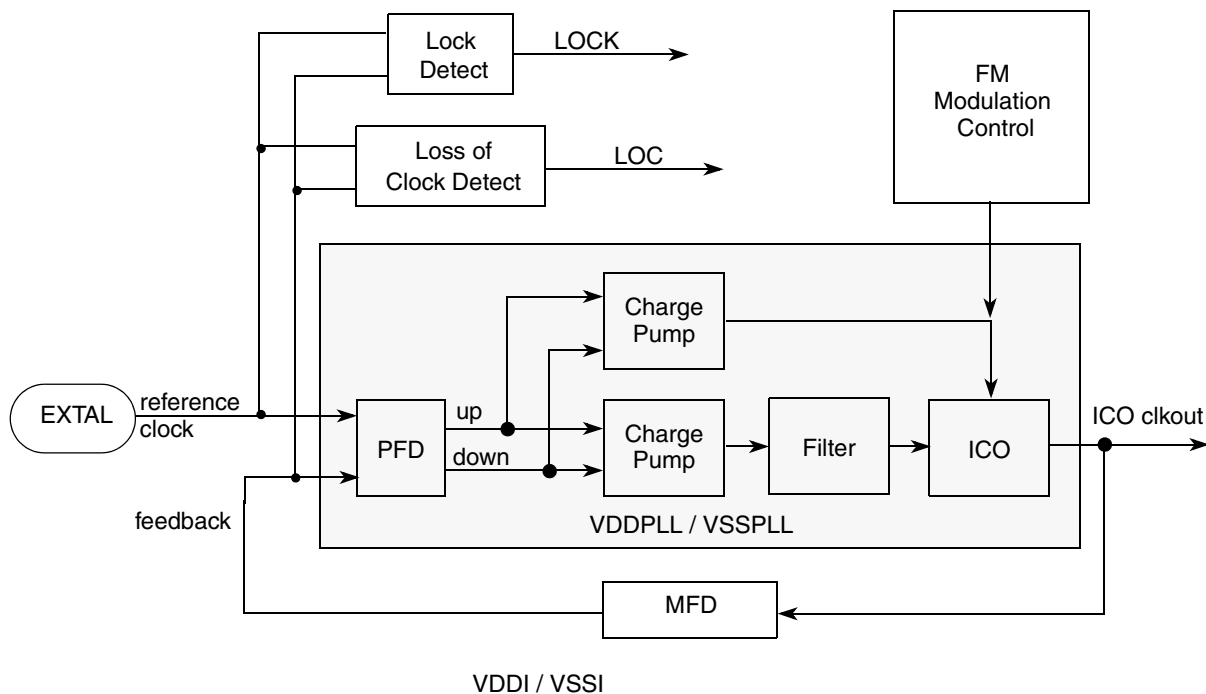 Lock
Detect
LOCK
FM
Modulation
Control
Loss of
Clock Detect
LOC
Charge
Pump
EXTAL
reference
clock
PFD
up
down
Charge
Pump
Filter
ICO
ICO clkout
feedback
VDDPLL / VSSPLL
MFD
VDDI / VSSI